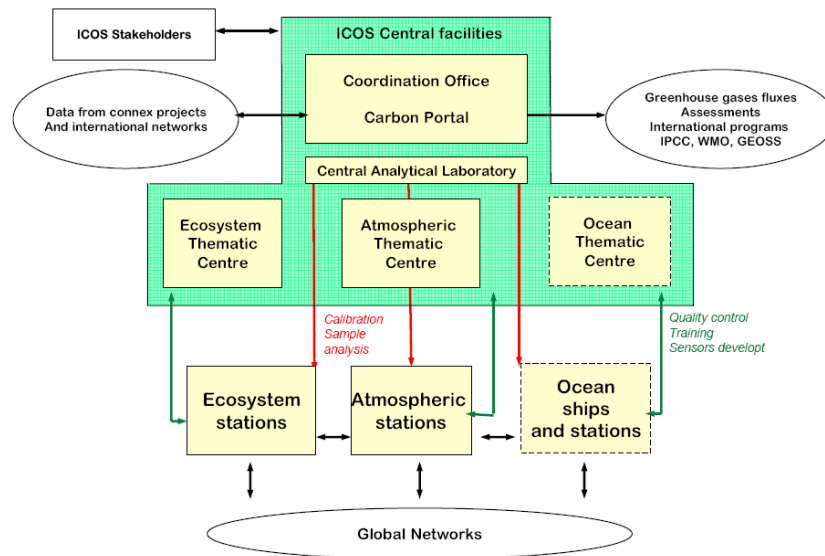 ICOS Stakeholders
ICOS Central facilities
Coordination Office
Carbon Portal
Data from connex projects
And international networks
Greenhouse gases fluxes
Assessments
International programs
IPCC, WMO, GEOSS
Central Analytical Laboratory
Ecosystem
Thematic
Centre
Atmospheric
Thematic
Centre
Ocean
Thematic
Centre
Calibration
Sample
analysis
Quality control
Training
Sensors developt
Ecosystem
stations
Atmospheric
stations
Ocean
ships
and stations
Global Networks